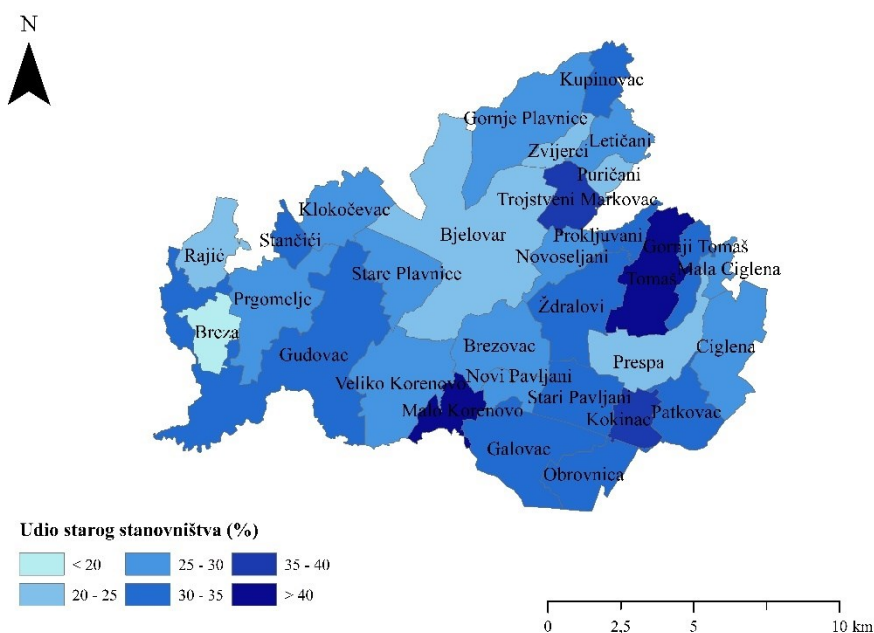 N
Kupinovac
Gornje Plavnice
Letičani
Zvijerci
Puričani
Trojstveni Markovac
Klokočevac
Stančići
Bjelovar
Prokljuvani
Gornji Tomaš
Rajić
Novoseljani
Stare Plavnice
Mala Ciglena
Tomaš
Prgomelje
Ždralovi
Breza
Brezovac
Ciglena
Gudovac
Prespa
Novi Pavljani
Veliko Korenovo
Stari Pavljani
Malo Korenovo
Patkovac
Kokinac
Galovac
Obrovnica
Udio starog stanovništva (%)
< 20
25 - 30
35 - 40
20 - 25
30 - 35
> 40
0 2,5 5 10 km